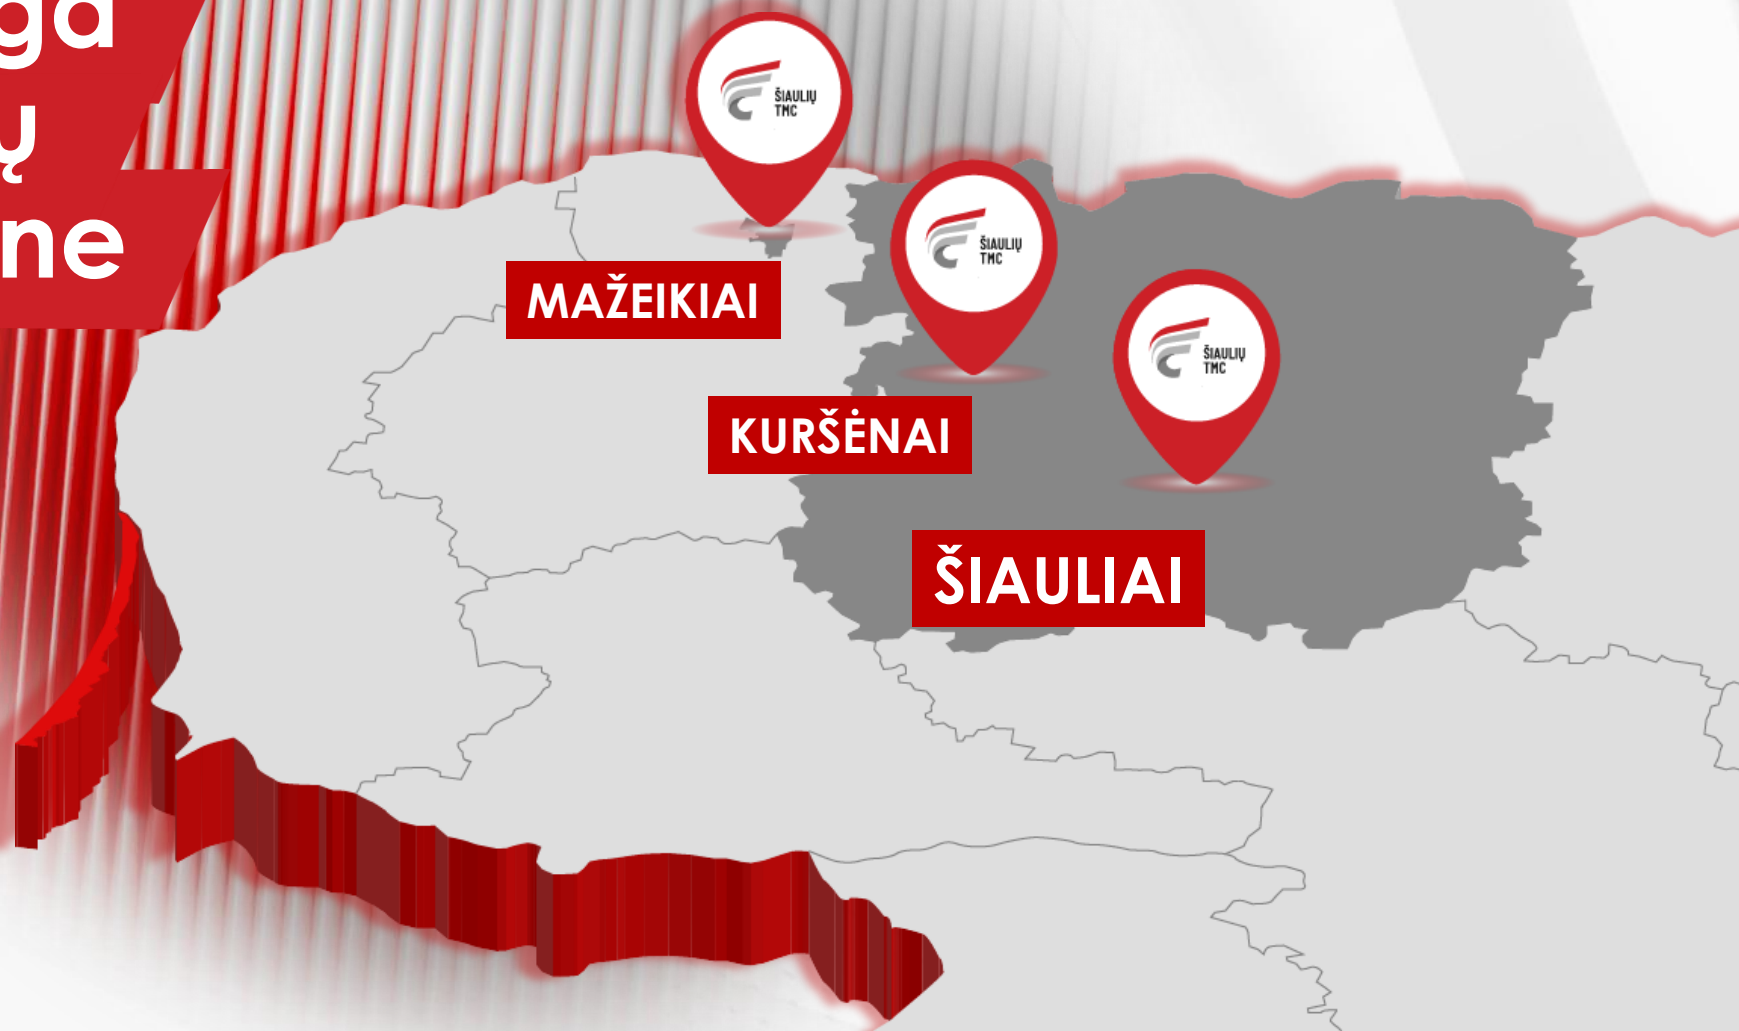 ga
ų
ne
ŠIAULIŲ
TMC
MAŽEIKIAI
ŠIAULIŲ
TMC
KURŠĖNAI
ŠIAULIŲ
TMC
ŠIAULIAI